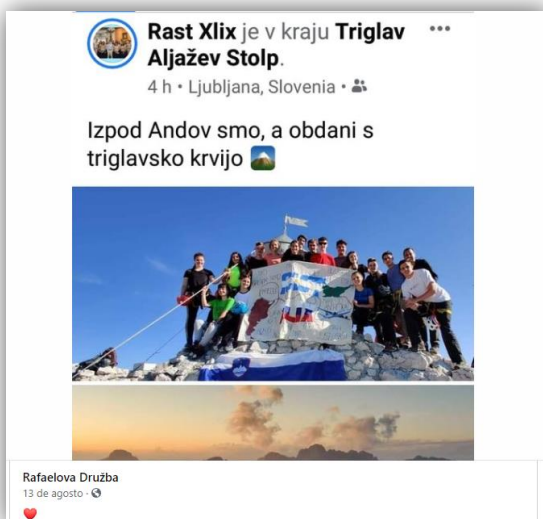 Rast Xlix je v kraju Triglav
Aljažev Stolp.
4 h • Ljubljana, Slovenia •
Izpod Andov smo, a obdani s
triglavsko krvijo
Rafaelova Družba
13 de agosto ·